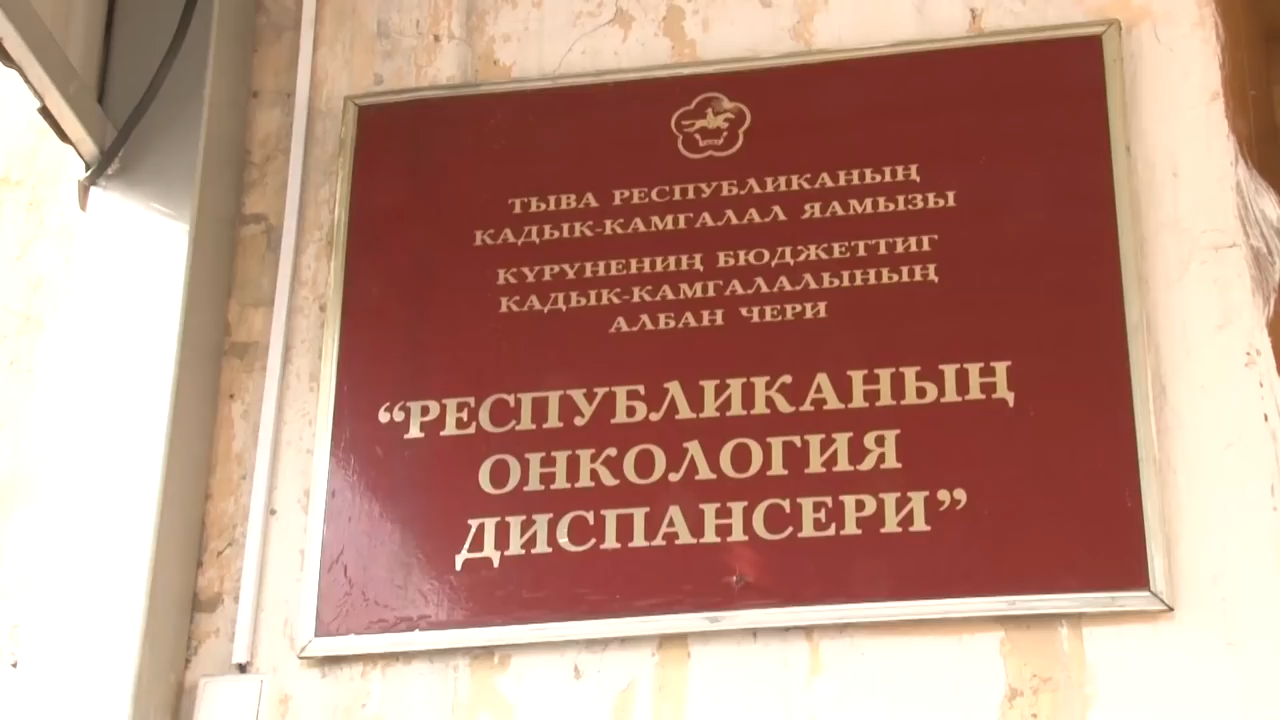 ТЫВА РЕСПУБЛИКАНЫҢ
КАДЫК-КАМГАЛАЛ ЯАМЫЗЫ
КҮРҮНЕНИҢ БЮДЖЕТТИГ
КАДЫК-КАМГАЛАЛЫНЫҢ
АЛБАН ЧЕРИ
“РЕСПУБЛИКАНЫҢ
ОНКОЛОГИЯ
ДИСПАНСЕРИ”